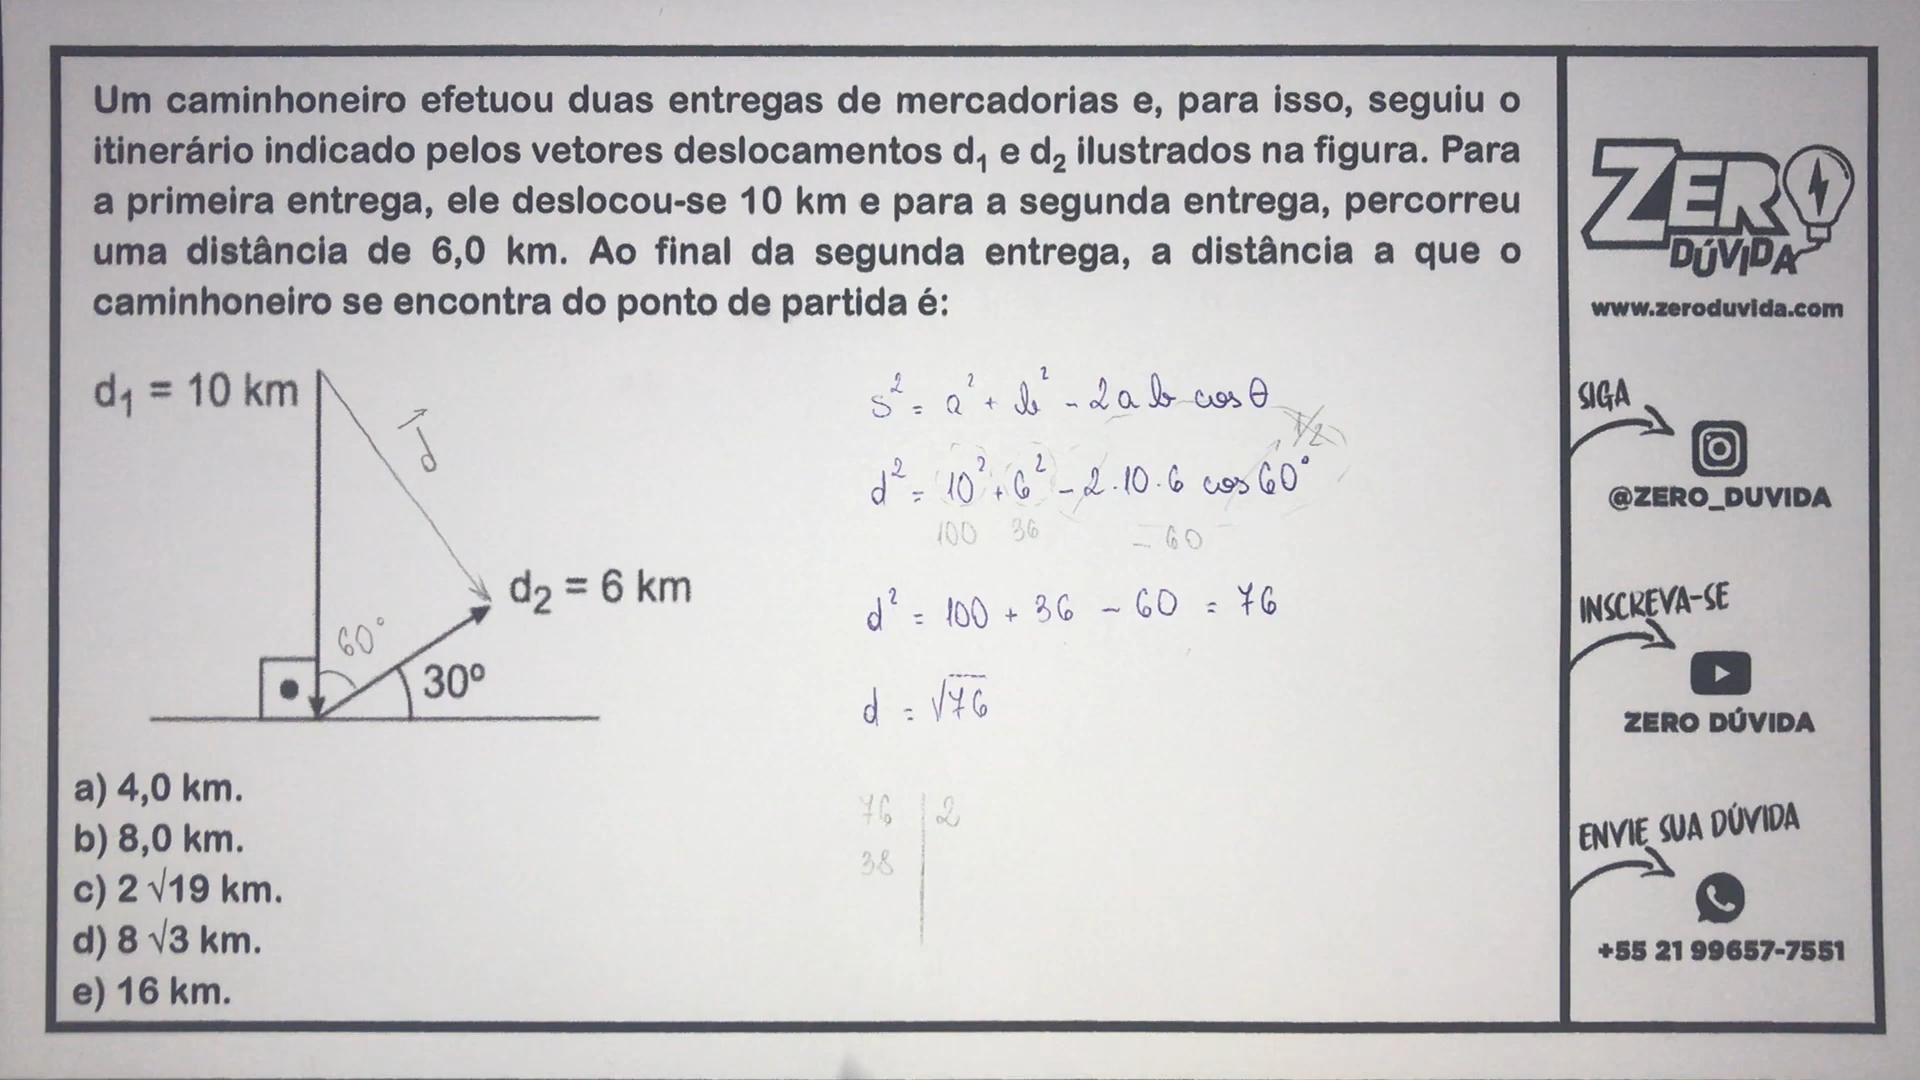 Um caminhoneiro efetuou duas entregas de mercadorias e, para isso, seguiu o
itinerário indicado pelos vetores deslocamentos d₁ e d₂ ilustrados na figura. Para
a primeira entrega, ele deslocou-se 10 km e para a segunda entrega, percorreu
uma distância de 6,0 km. Ao final da segunda entrega, a distância a que o
caminhoneiro se encontra do ponto de partida é:
d₁ = 10 km
d
d₂ = 6 km
60°
30º
a) 4,0 km.
b) 8,0 km.
c) 2 √19 km.
d) 8 √3 km.
e) 16 km.
s² = a² + b² - 2 a b cos θ
1/2
d² = 10² + 6² - 2.10.6 cos 60°
100 36 - 60
d² = 100 + 36 - 60 = 76
d = √76
76 | 2
38
ZERO
DÚVIDA
www.zeroduvida.com
SIGA
@ZERO_DUVIDA
INSCREVA-SE
ZERO DÚVIDA
ENVIE SUA DÚVIDA
+55 21 99657-7551